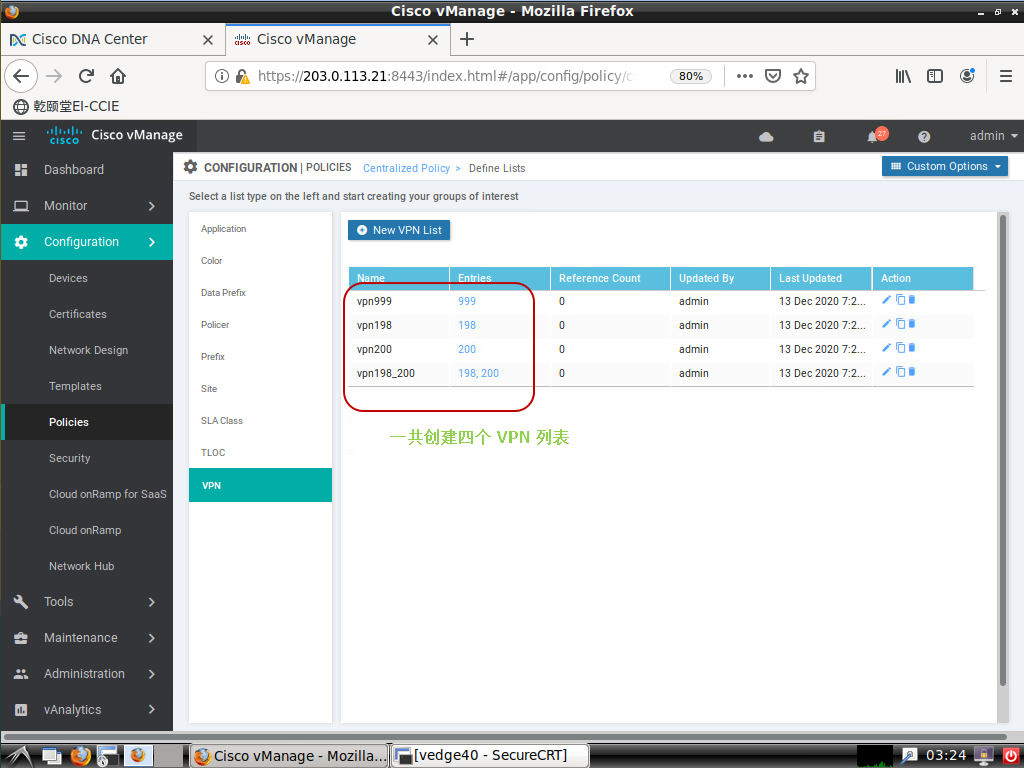 Cisco vManage - Mozilla Firefox
Cisco DNA Center
Cisco vManage
https://203.0.113.21:8443/index.html#/app/config/policy/c
80%
乾颐堂EI-CCIE
cisco
Cisco vManage
27
admin
Dashboard
Monitor
Configuration
Devices
Certificates
Network Design
Templates
Policies
Security
Cloud onRamp for SaaS
Cloud onRamp
Network Hub
Tools
Maintenance
Administration
vAnalytics
CONFIGURATION | POLICIES Centralized Policy > Define Lists
Custom Options
Select a list type on the left and start creating your groups of interest
Application
Color
Data Prefix
Policer
Prefix
Site
SLA Class
TLOC
VPN
New VPN List
Name Entries Reference Count Updated By Last Updated Action
vpn999 999 0 admin 13 Dec 2020 7:2...
vpn198 198 0 admin 13 Dec 2020 7:2...
vpn200 200 0 admin 13 Dec 2020 7:2...
vpn198_200 198, 200 0 admin 13 Dec 2020 7:2...
一共创建四个 VPN 列表
Cisco vManage - Mozilla...
[vedge40 - SecureCRT]
03:24